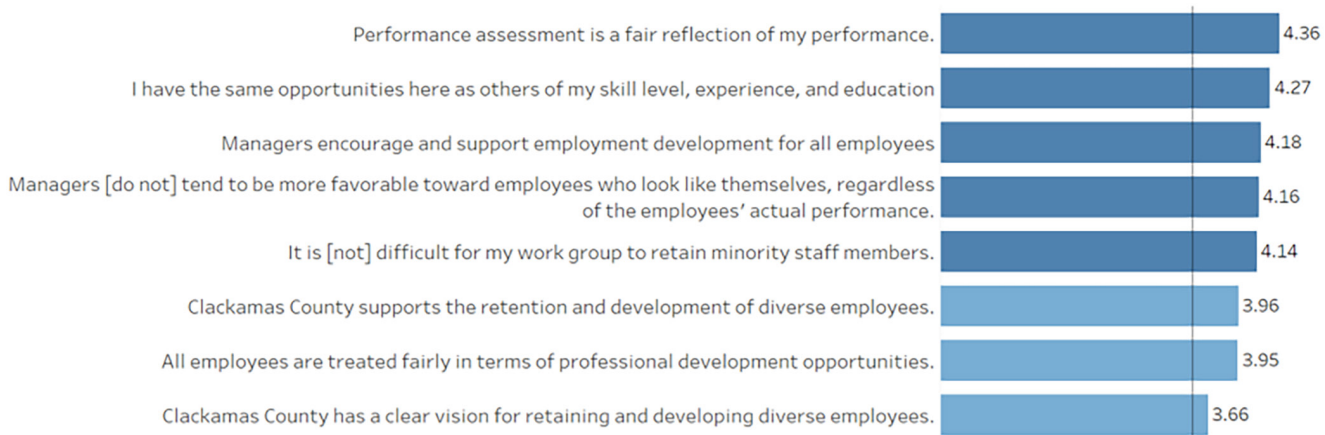 Performance assessment is a fair reflection of my performance. 4.36
I have the same opportunities here as others of my skill level, experience, and education 4.27
Managers encourage and support employment development for all employees 4.18
Managers [do not] tend to be more favorable toward employees who look like themselves, regardless
of the employees' actual performance. 4.16
It is [not] difficult for my work group to retain minority staff members. 4.14
Clackamas County supports the retention and development of diverse employees. 3.96
All employees are treated fairly in terms of professional development opportunities. 3.95
Clackamas County has a clear vision for retaining and developing diverse employees. 3.66